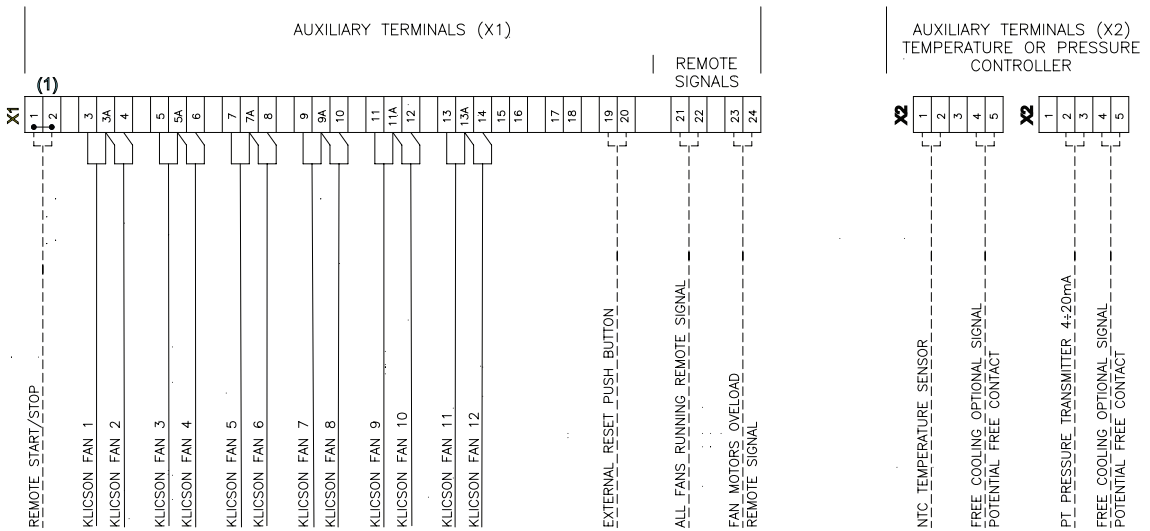 AUXILIARY TERMINALS (X1)
REMOTE
SIGNALS
AUXILIARY TERMINALS (X2)
TEMPERATURE OR PRESSURE
CONTROLLER
(1)
X1
1
2
3
3A
4
5
5A
6
7
7A
8
9
9A
10
11
11A
12
13
13A
14
15
16
17
18
19
20
21
22
23
24
X2
1
2
3
4
5
X2
1
2
3
4
5
REMOTE START/STOP
KLICSON FAN 1
KLICSON FAN 2
KLICSON FAN 3
KLICSON FAN 4
KLICSON FAN 5
KLICSON FAN 6
KLICSON FAN 7
KLICSON FAN 8
KLICSON FAN 9
KLICSON FAN 10
KLICSON FAN 11
KLICSON FAN 12
EXTERNAL RESET PUSH BUTTON
ALL FANS RUNNING REMOTE SIGNAL
FAN MOTORS OVELOAD
REMOTE SIGNAL
NTC TEMPERATURE SENSOR
FREE COOLING OPTIONAL SIGNAL
POTENTIAL FREE CONTACT
PT PRESSURE TRANSMITTER 4÷20mA
FREE COOLING OPTIONAL SIGNAL
POTENTIAL FREE CONTACT